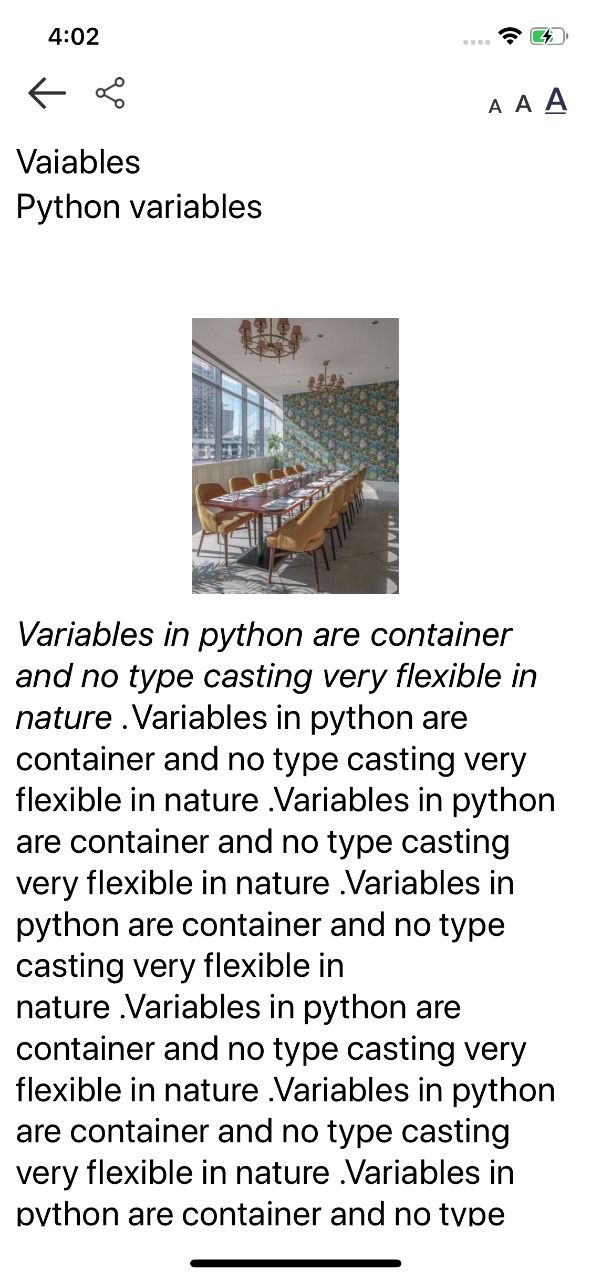 4:02
A A A
Vaiables
Python variables
Variables in python are container
and no type casting very flexible in
nature .Variables in python are
container and no type casting very
flexible in nature .Variables in python
are container and no type casting
very flexible in nature .Variables in
python are container and no type
casting very flexible in
nature .Variables in python are
container and no type casting very
flexible in nature .Variables in python
are container and no type casting
very flexible in nature .Variables in
python are container and no type